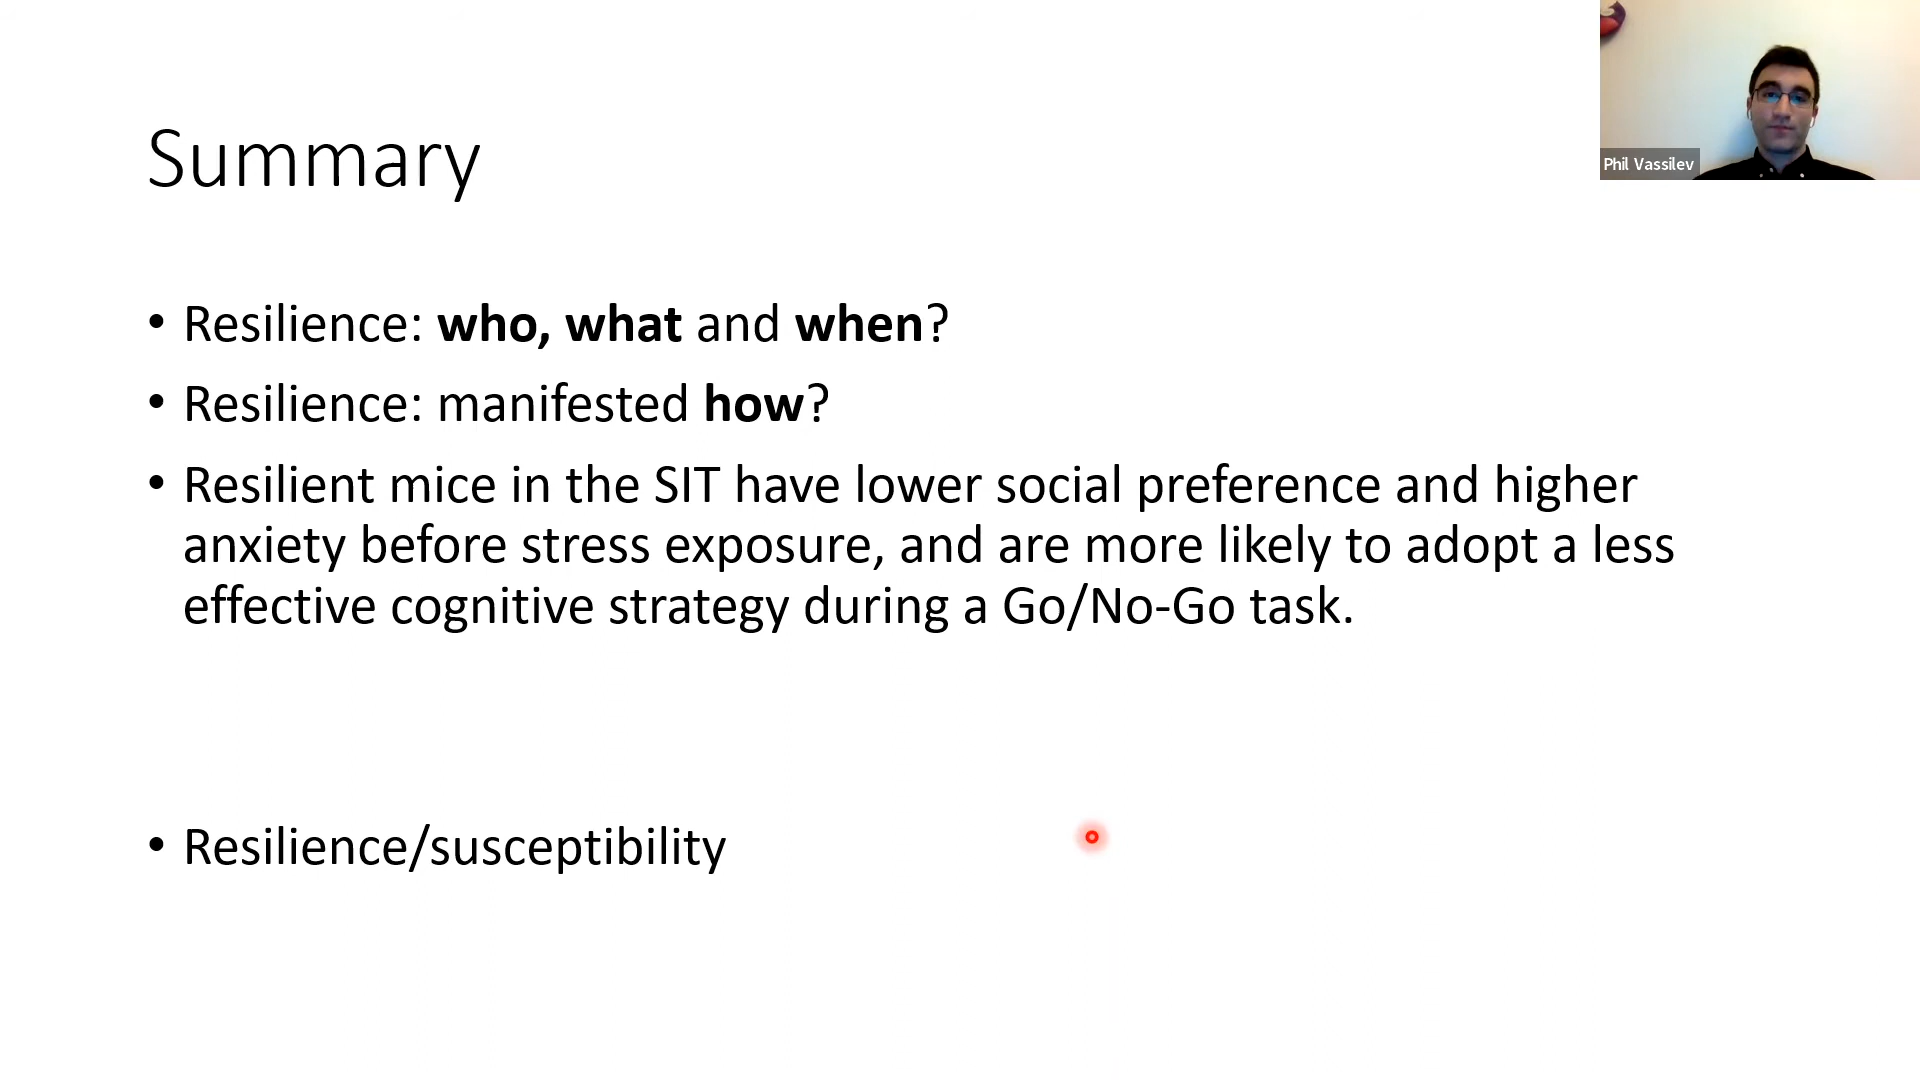 Phil Vassilev
Summary
• Resilience: who, what and when?
• Resilience: manifested how?
• Resilient mice in the SIT have lower social preference and higher
anxiety before stress exposure, and are more likely to adopt a less
effective cognitive strategy during a Go/No-Go task.
• Resilience/susceptibility